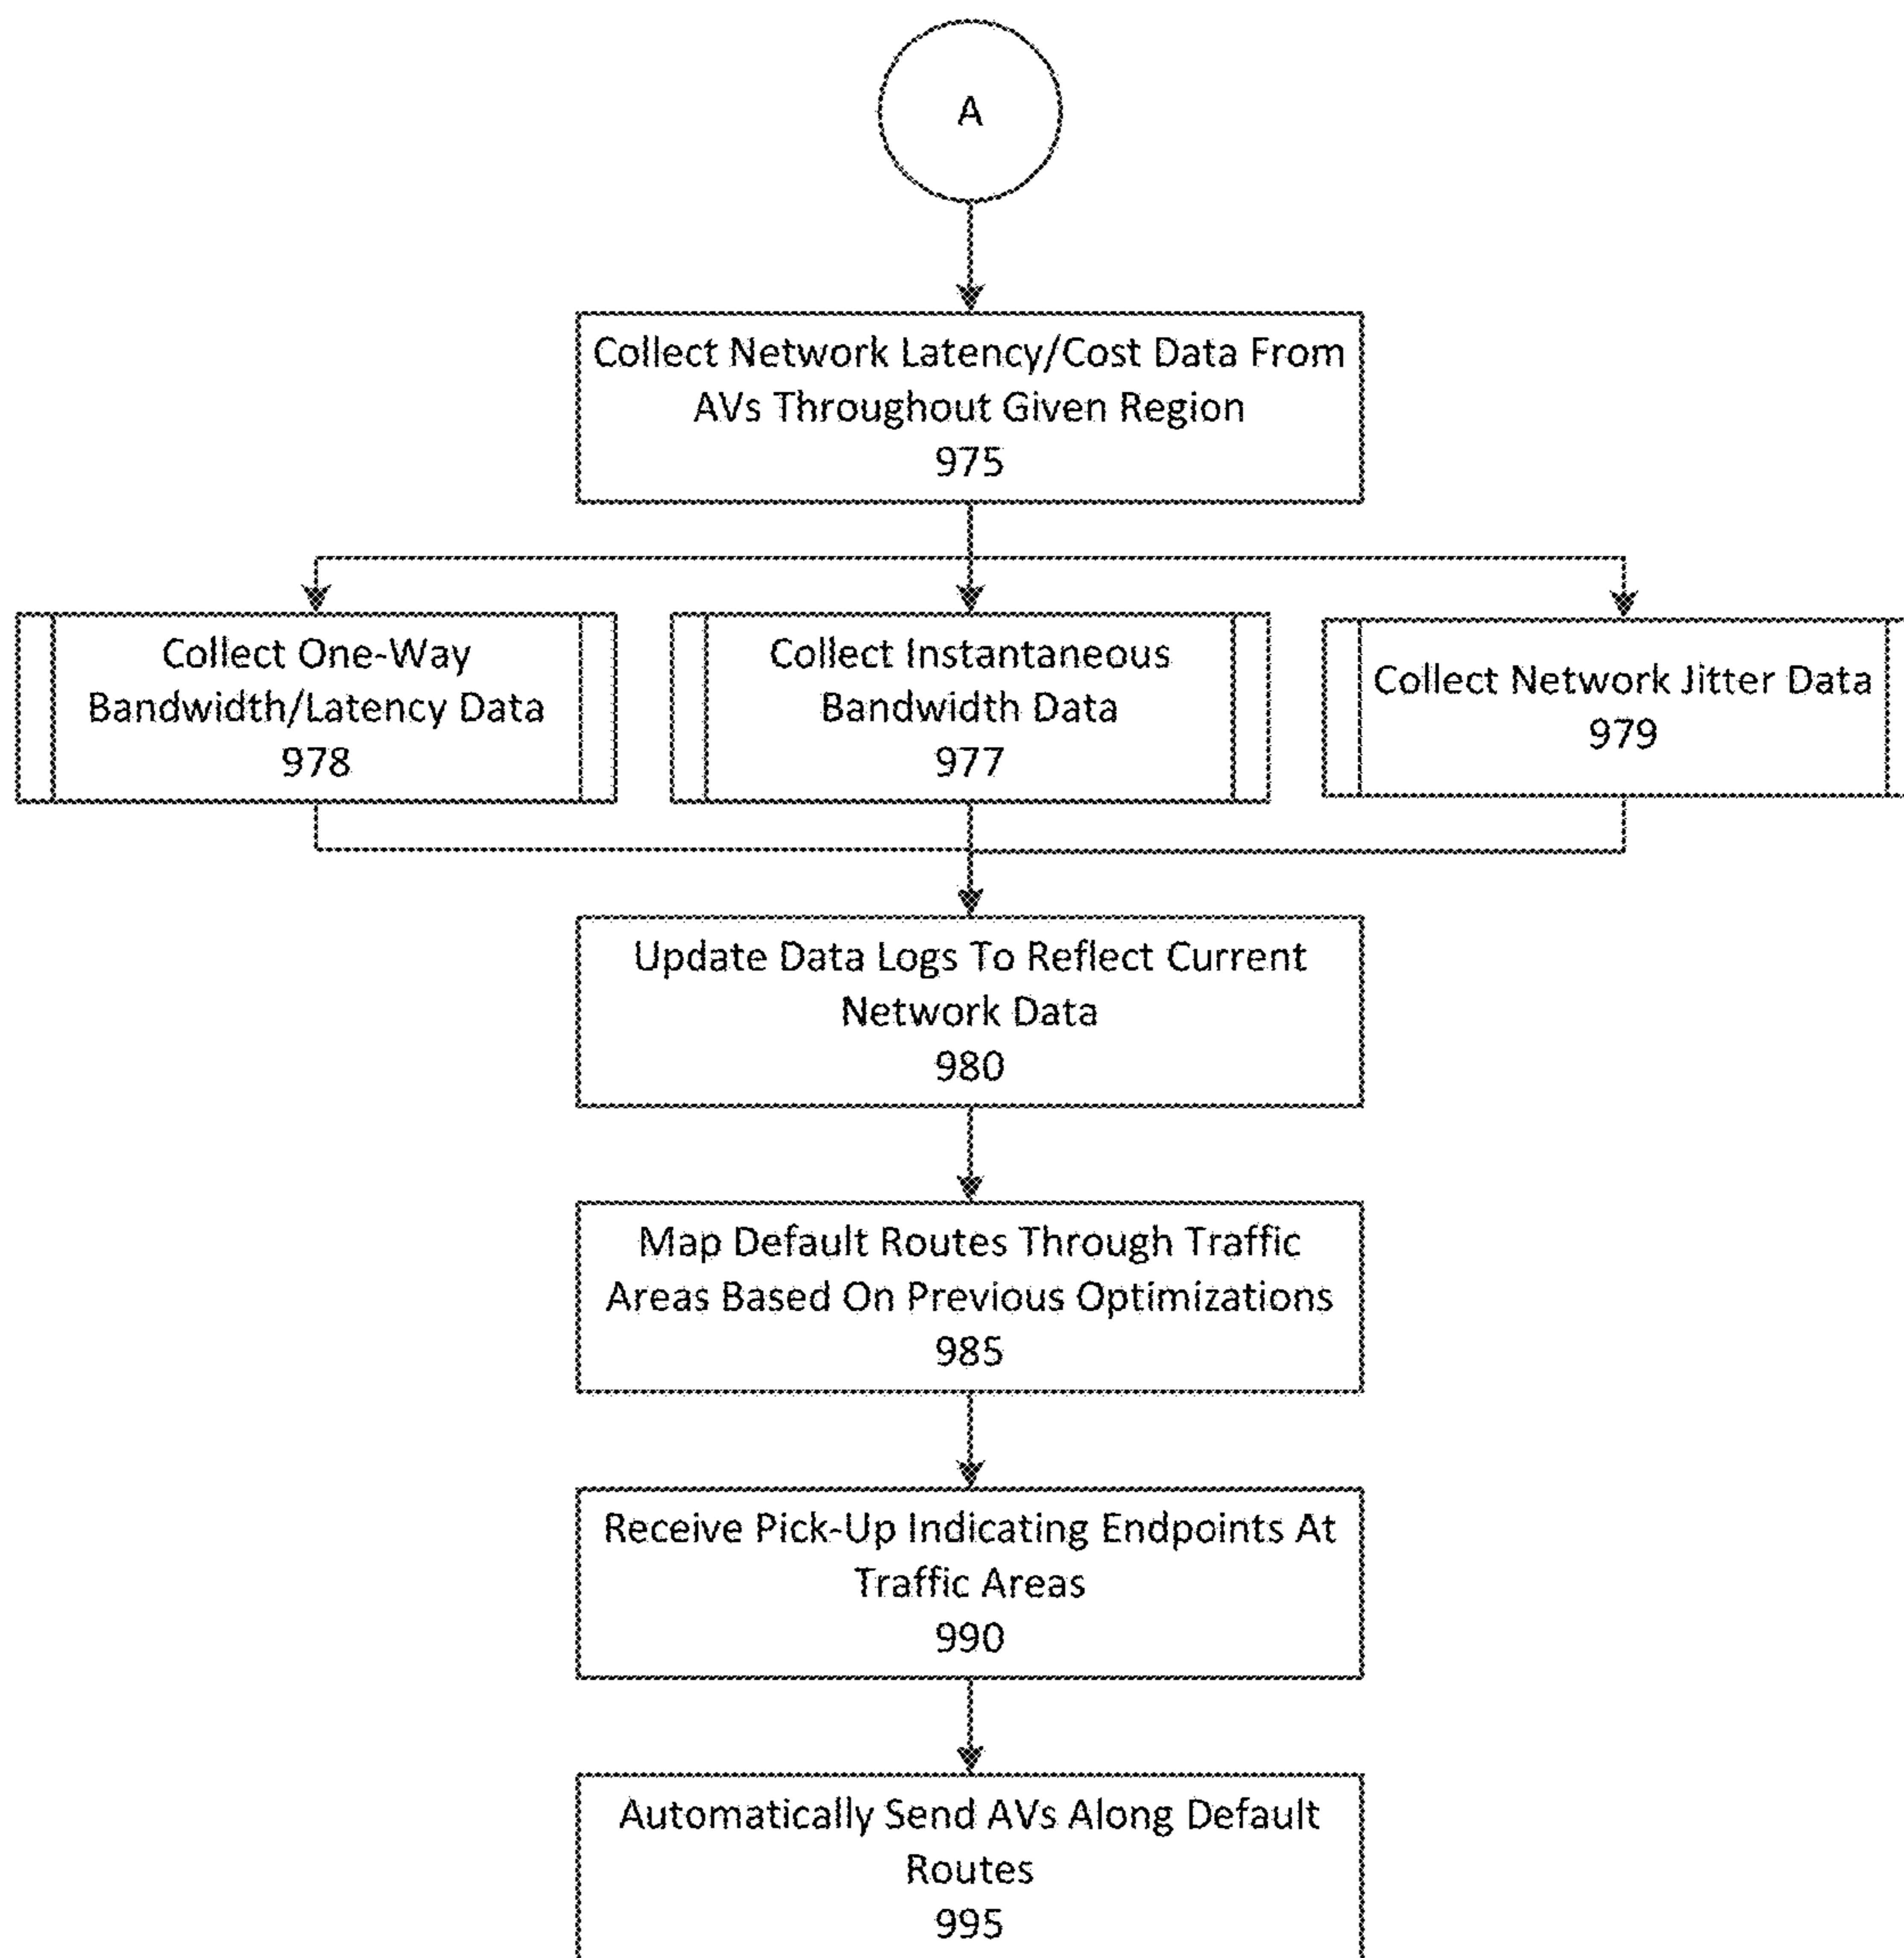 A
Collect Network Latency/Cost Data From
AVs Throughout Given Region
975
Collect One-Way
Bandwidth/Latency Data
978
Collect Instantaneous
Bandwidth Data
977
Collect Network Jitter Data
979
Update Data Logs To Reflect Current
Network Data
980
Map Default Routes Through Traffic
Areas Based On Previous Optimizations
985
Receive Pick-Up Indicating Endpoints At
Traffic Areas
990
Automatically Send AVs Along Default
Routes
995